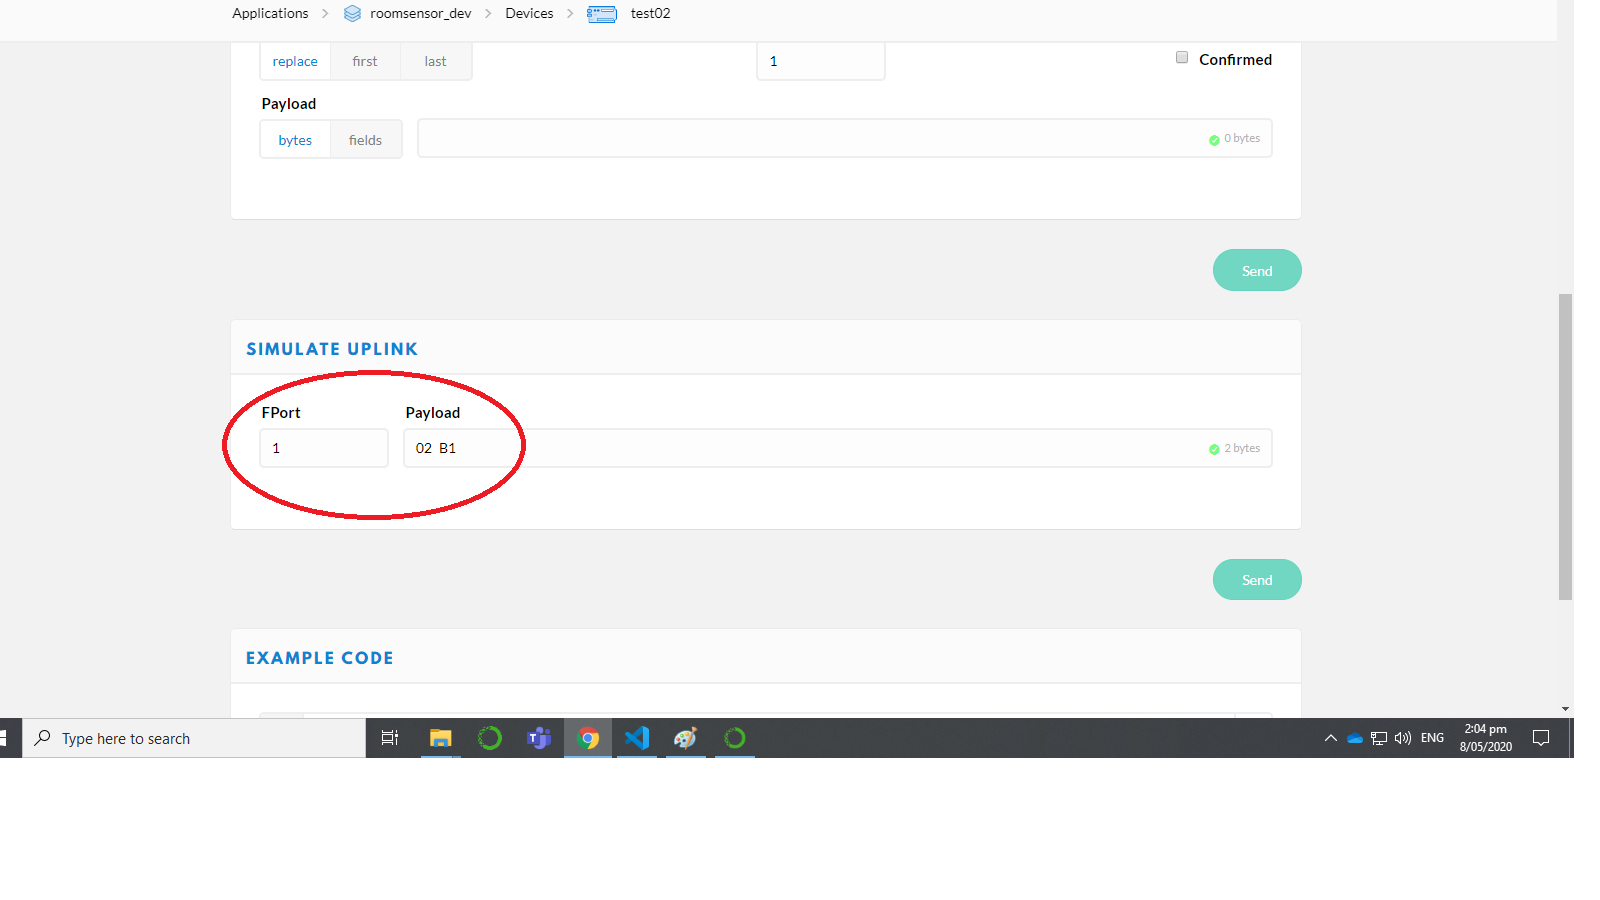 Applications > roomsensor_dev > Devices > test02
replace first last 1 Confirmed
Payload
bytes fields 0 bytes
Send
SIMULATE UPLINK
FPort Payload
1 02 B1 2 bytes
Send
EXAMPLE CODE
Type here to search ENG 2:04 pm
8/05/2020